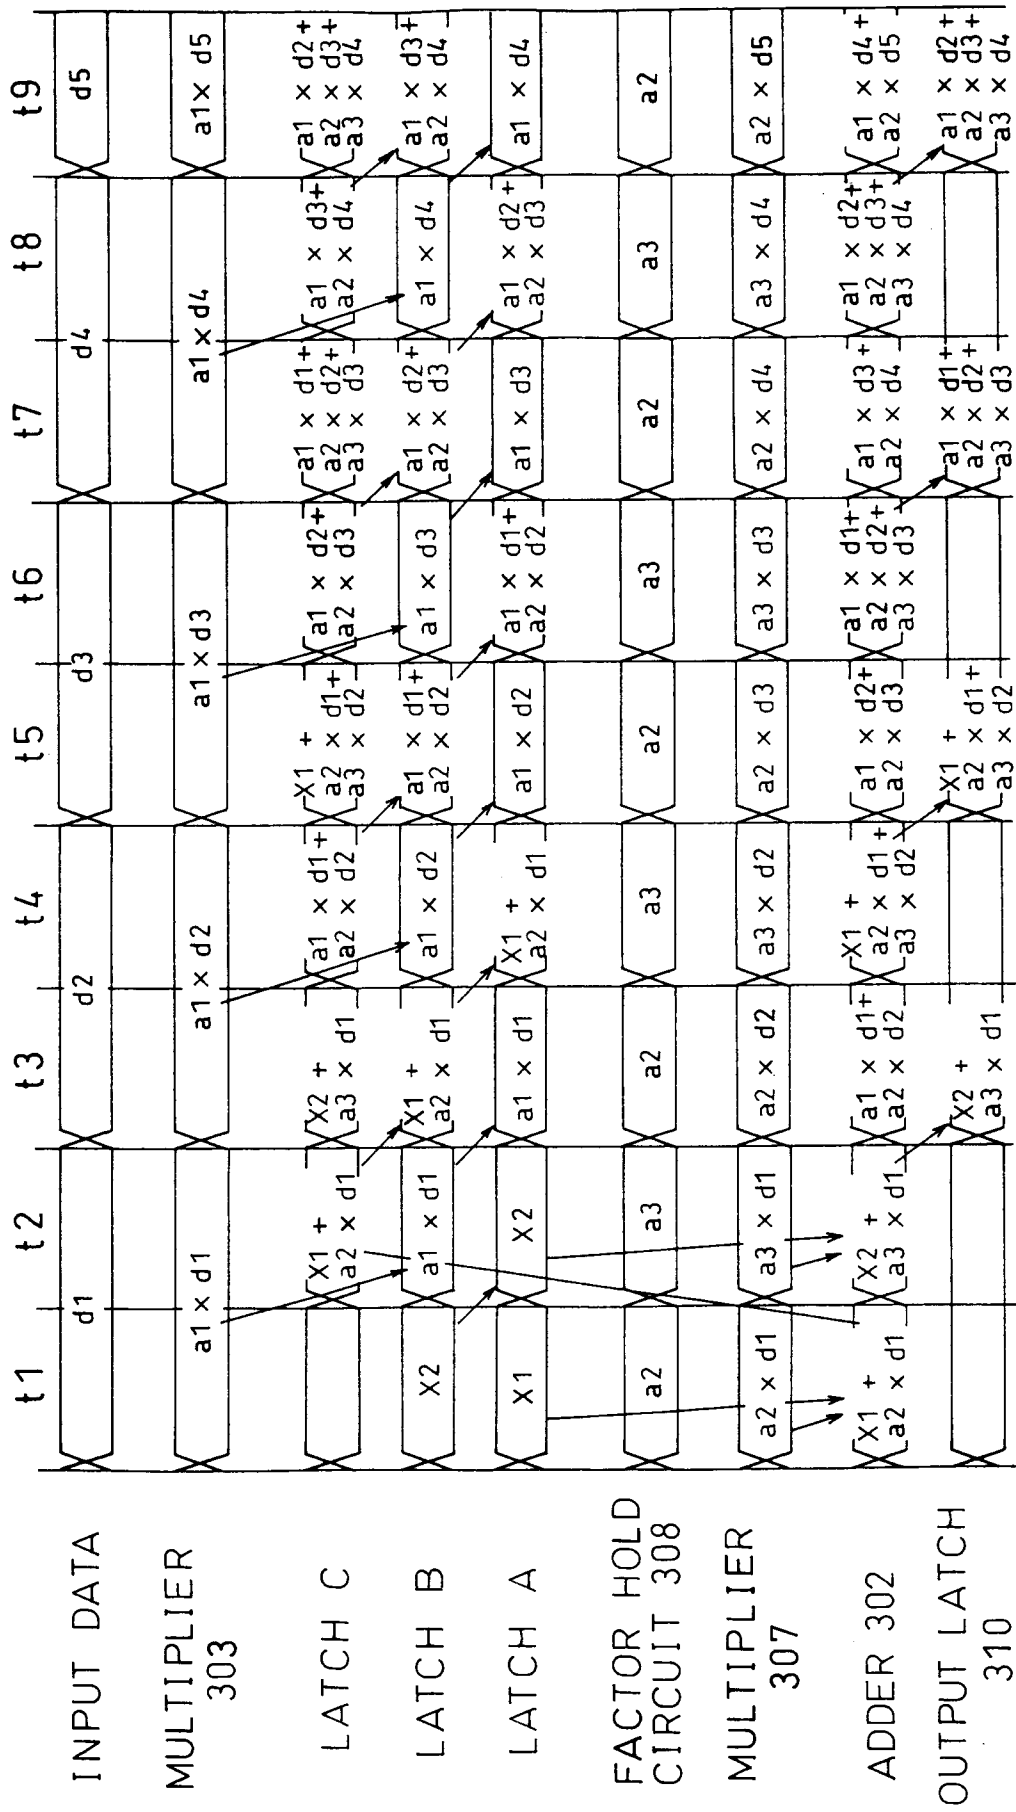 t1 t2 t3 t4 t5 t6 t7 t8 t9
INPUT DATA
d1 d2 d3 d4 d5
MULTIPLIER
303
a1 × d1 a1 × d2 a1 × d3 a1 × d4 a1 × d5
LATCH C
X1 +
a2 × d1
X2 +
a3 × d1
a1 × d1+
a2 × d2
X1 +
a2 × d1+
a3 × d2
a1 × d2+
a2 × d3
a1 × d1+
a2 × d2+
a3 × d3
a1 × d3+
a2 × d4
a1 × d2+
a2 × d3+
a3 × d4
LATCH B
X2
a1 × d1
X1 +
a2 × d1
a1 × d2
a1 × d1+
a2 × d2
a1 × d3
a1 × d2+
a2 × d3
a1 × d4
a1 × d3+
a2 × d4
LATCH A
X1
X2
a1 × d1
X1 +
a2 × d1
a1 × d2
a1 × d1+
a2 × d2
a1 × d3
a1 × d2+
a2 × d3
a1 × d4
FACTOR HOLD
CIRCUIT 308
a2 a3 a2 a3 a2 a3 a2 a3 a2
MULTIPLIER
307
a2 × d1 a3 × d1 a2 × d2 a3 × d2 a2 × d3 a3 × d3 a2 × d4 a3 × d4 a2 × d5
ADDER 302
X1 +
a2 × d1
X2 +
a3 × d1
a1 × d1+
a2 × d2
X1 +
a2 × d1+
a3 × d2
a1 × d2+
a2 × d3
a1 × d1+
a2 × d2+
a3 × d3
a1 × d3+
a2 × d4
a1 × d2+
a2 × d3+
a3 × d4
a1 × d4+
a2 × d5
OUTPUT LATCH
310
X2 +
a3 × d1
X1 +
a2 × d1+
a3 × d2
a1 × d1+
a2 × d2+
a3 × d3
a1 × d2+
a2 × d3+
a3 × d4